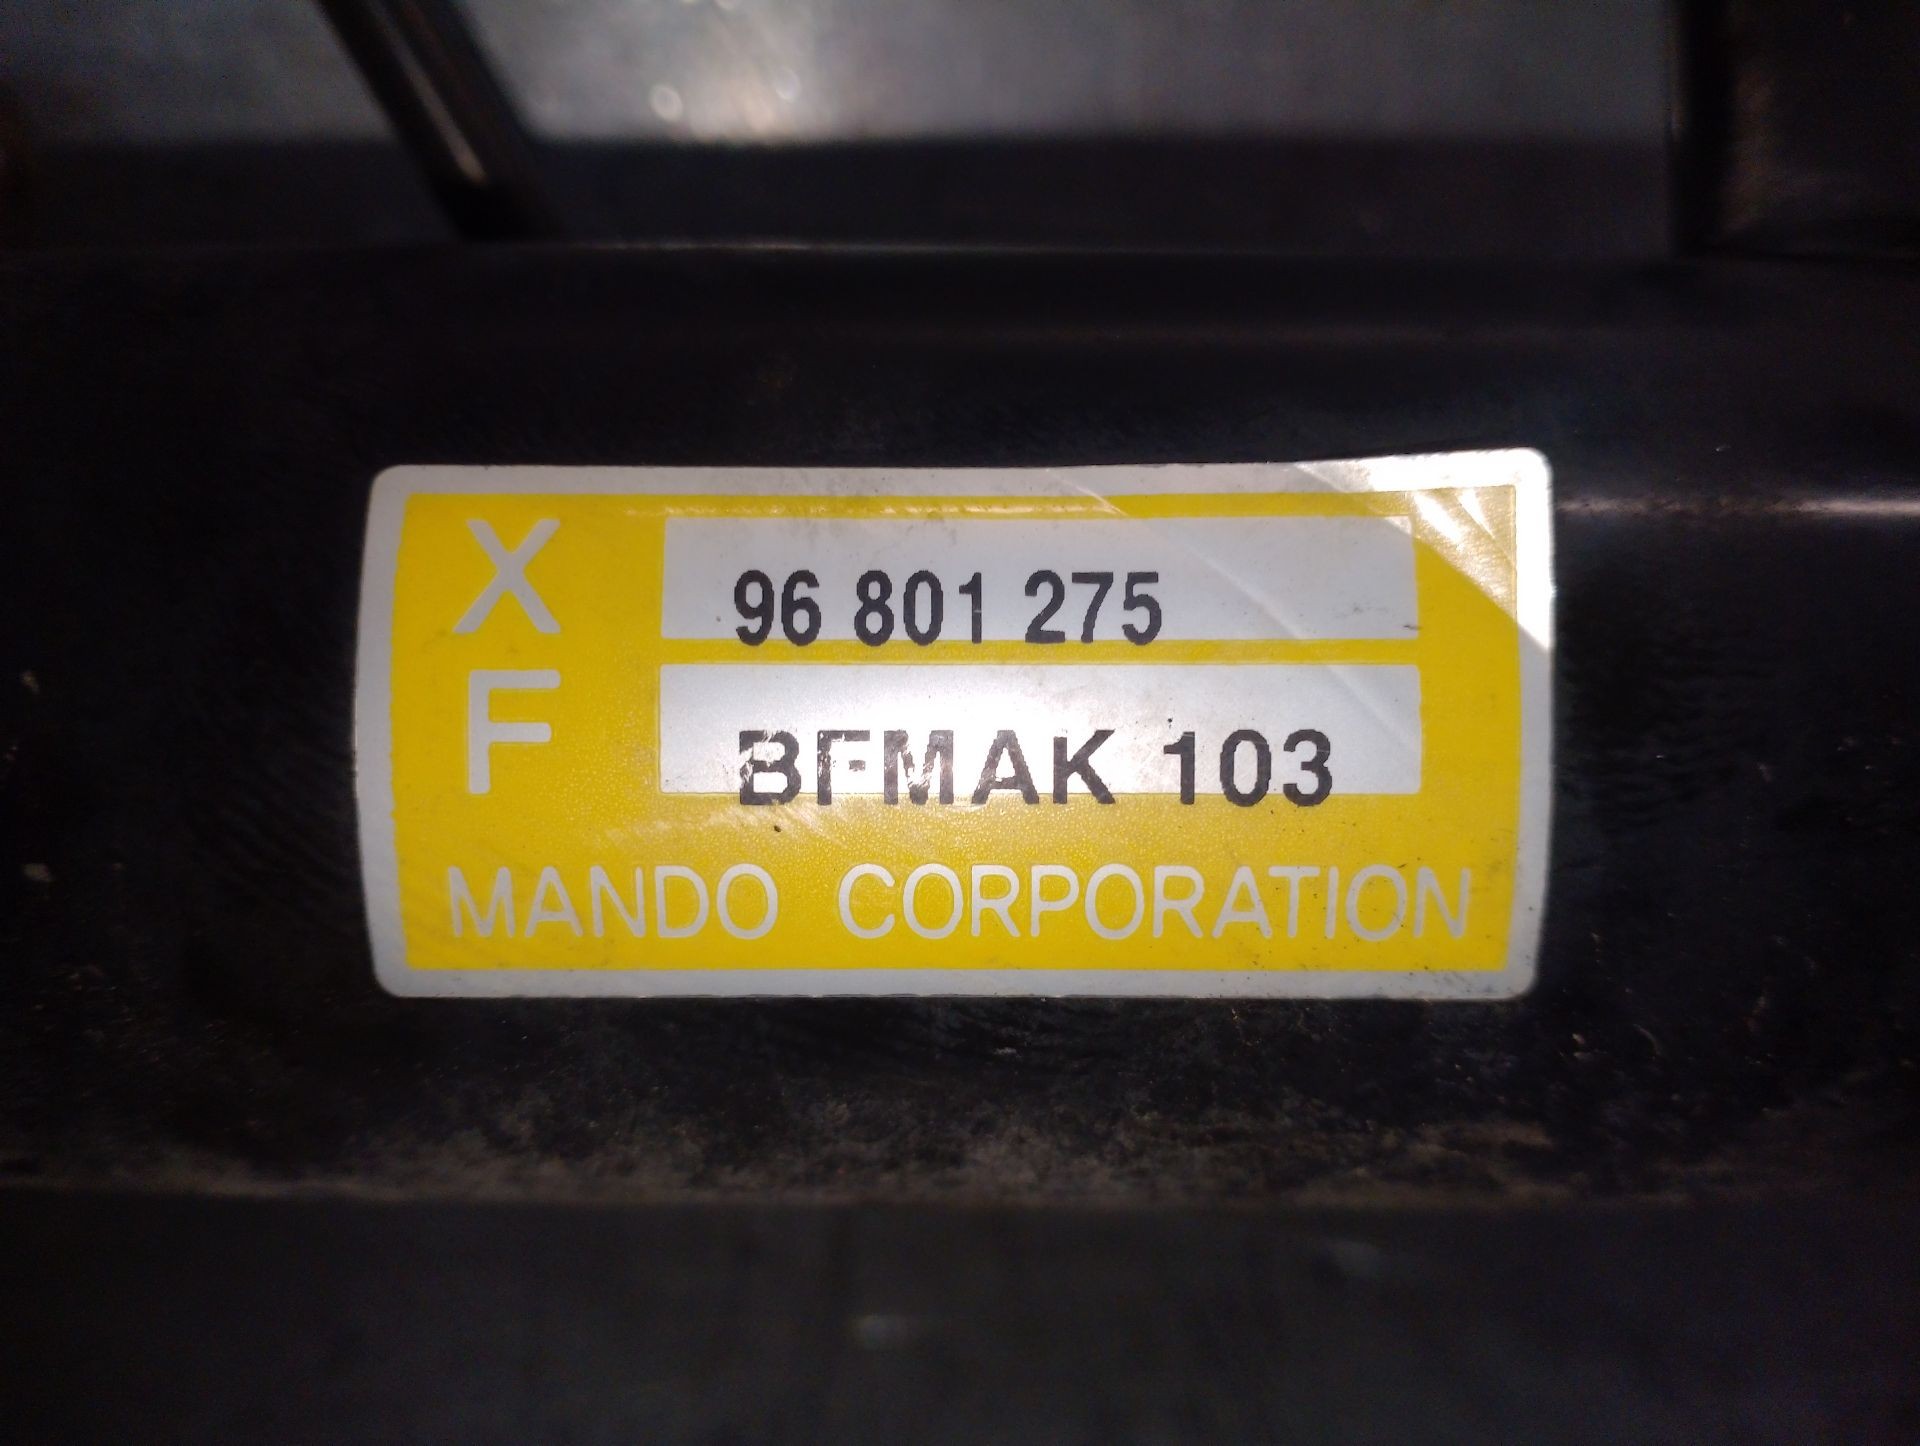 X 96 801 275
F BFMAK 103
MANDO CORPORATION